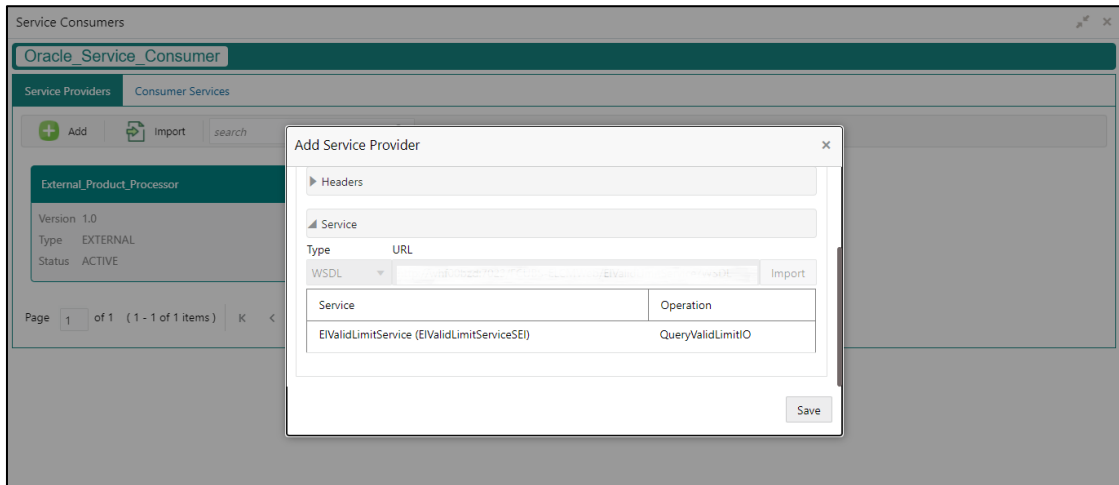 Service Consumers
Oracle_Service_Consumer
Service Providers Consumer Services
Add Import search
Add Service Provider
Headers
External_Product_Processor
Version 1.0
Service
Type EXTERNAL
Status ACTIVE
Type URL
WSDL Import
Service Operation
Page 1 of 1 (1 - 1 of 1 items)
EIValidLimitService (EIValidLimitServiceSEI) QueryValidLimitIO
Save